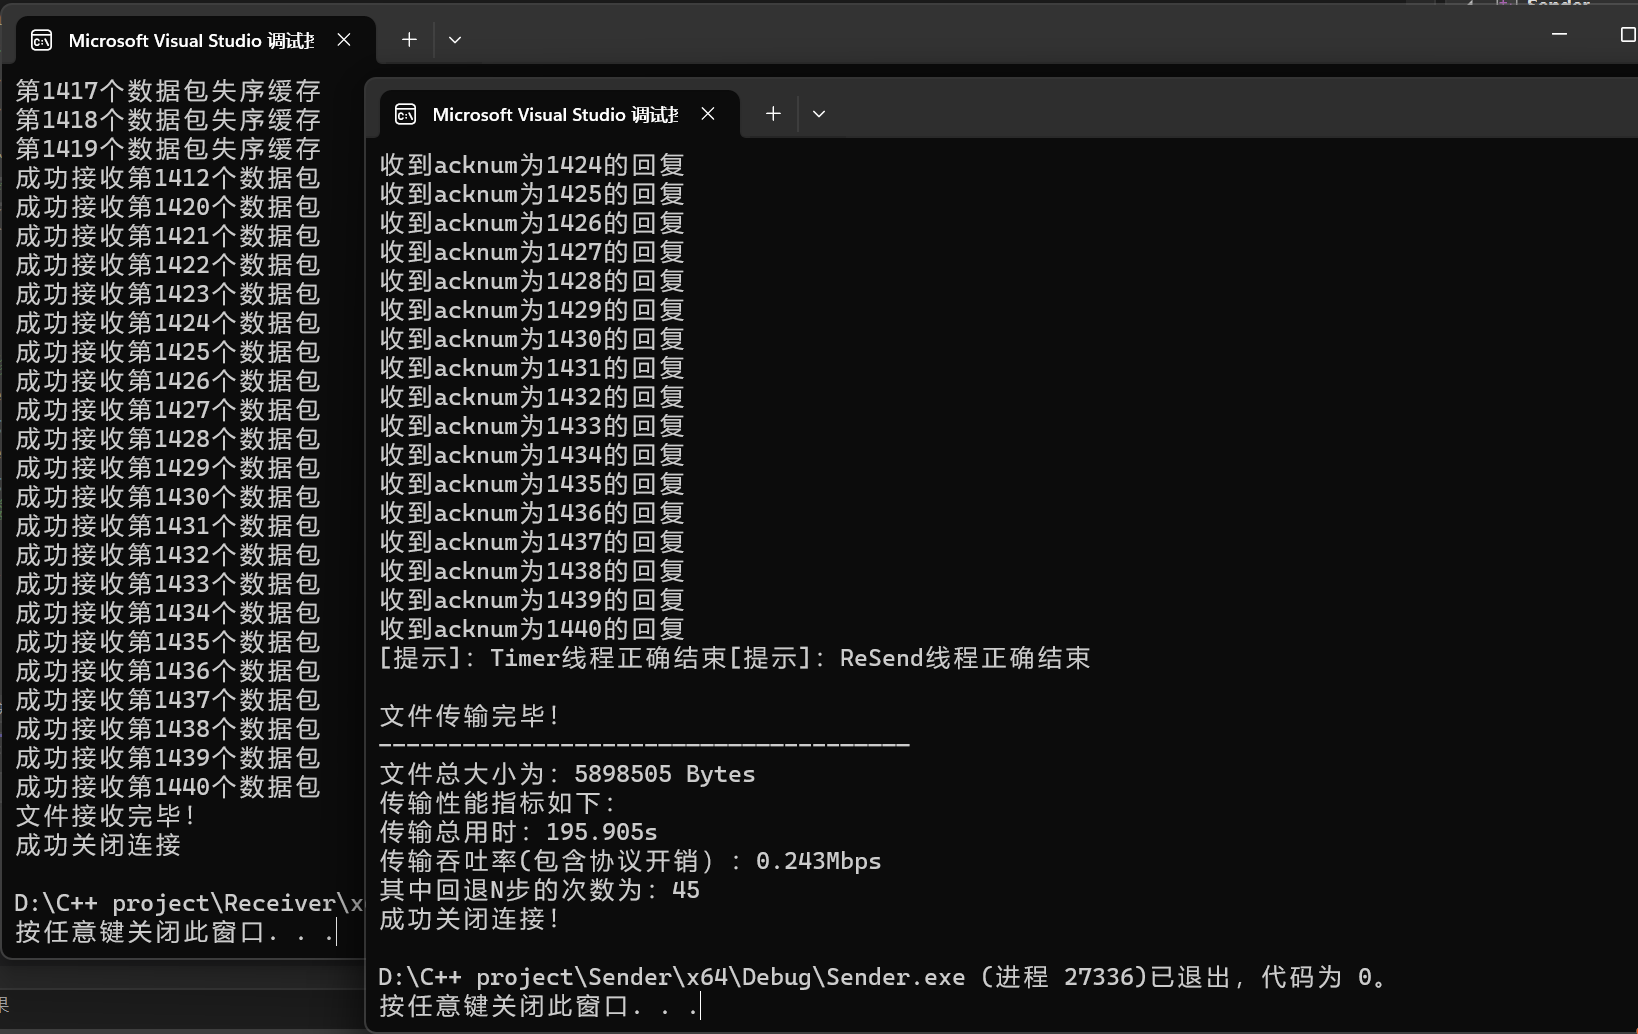 Sender
Microsoft Visual Studio 调试
第1417个数据包失序缓存
第1418个数据包失序缓存
第1419个数据包失序缓存
成功接收第1412个数据包
成功接收第1420个数据包
成功接收第1421个数据包
成功接收第1422个数据包
成功接收第1423个数据包
成功接收第1424个数据包
成功接收第1425个数据包
成功接收第1426个数据包
成功接收第1427个数据包
成功接收第1428个数据包
成功接收第1429个数据包
成功接收第1430个数据包
成功接收第1431个数据包
成功接收第1432个数据包
成功接收第1433个数据包
成功接收第1434个数据包
成功接收第1435个数据包
成功接收第1436个数据包
成功接收第1437个数据包
成功接收第1438个数据包
成功接收第1439个数据包
成功接收第1440个数据包
文件接收完毕!
成功关闭连接
D:\C++ project\Receiver\x
按任意键关闭此窗口. . .
果
Microsoft Visual Studio 调试
收到acknum为1424的回复
收到acknum为1425的回复
收到acknum为1426的回复
收到acknum为1427的回复
收到acknum为1428的回复
收到acknum为1429的回复
收到acknum为1430的回复
收到acknum为1431的回复
收到acknum为1432的回复
收到acknum为1433的回复
收到acknum为1434的回复
收到acknum为1435的回复
收到acknum为1436的回复
收到acknum为1437的回复
收到acknum为1438的回复
收到acknum为1439的回复
收到acknum为1440的回复
[提示]: Timer线程正确结束[提示]: ReSend线程正确结束
文件传输完毕!
--------------------------------------
文件总大小为: 5898505 Bytes
传输性能指标如下:
传输总用时: 195.905s
传输吞吐率(包含协议开销) : 0.243Mbps
其中回退N步的次数为: 45
成功关闭连接!
D:\C++ project\Sender\x64\Debug\Sender.exe (进程 27336)已退出, 代码为 0。
按任意键关闭此窗口. . .